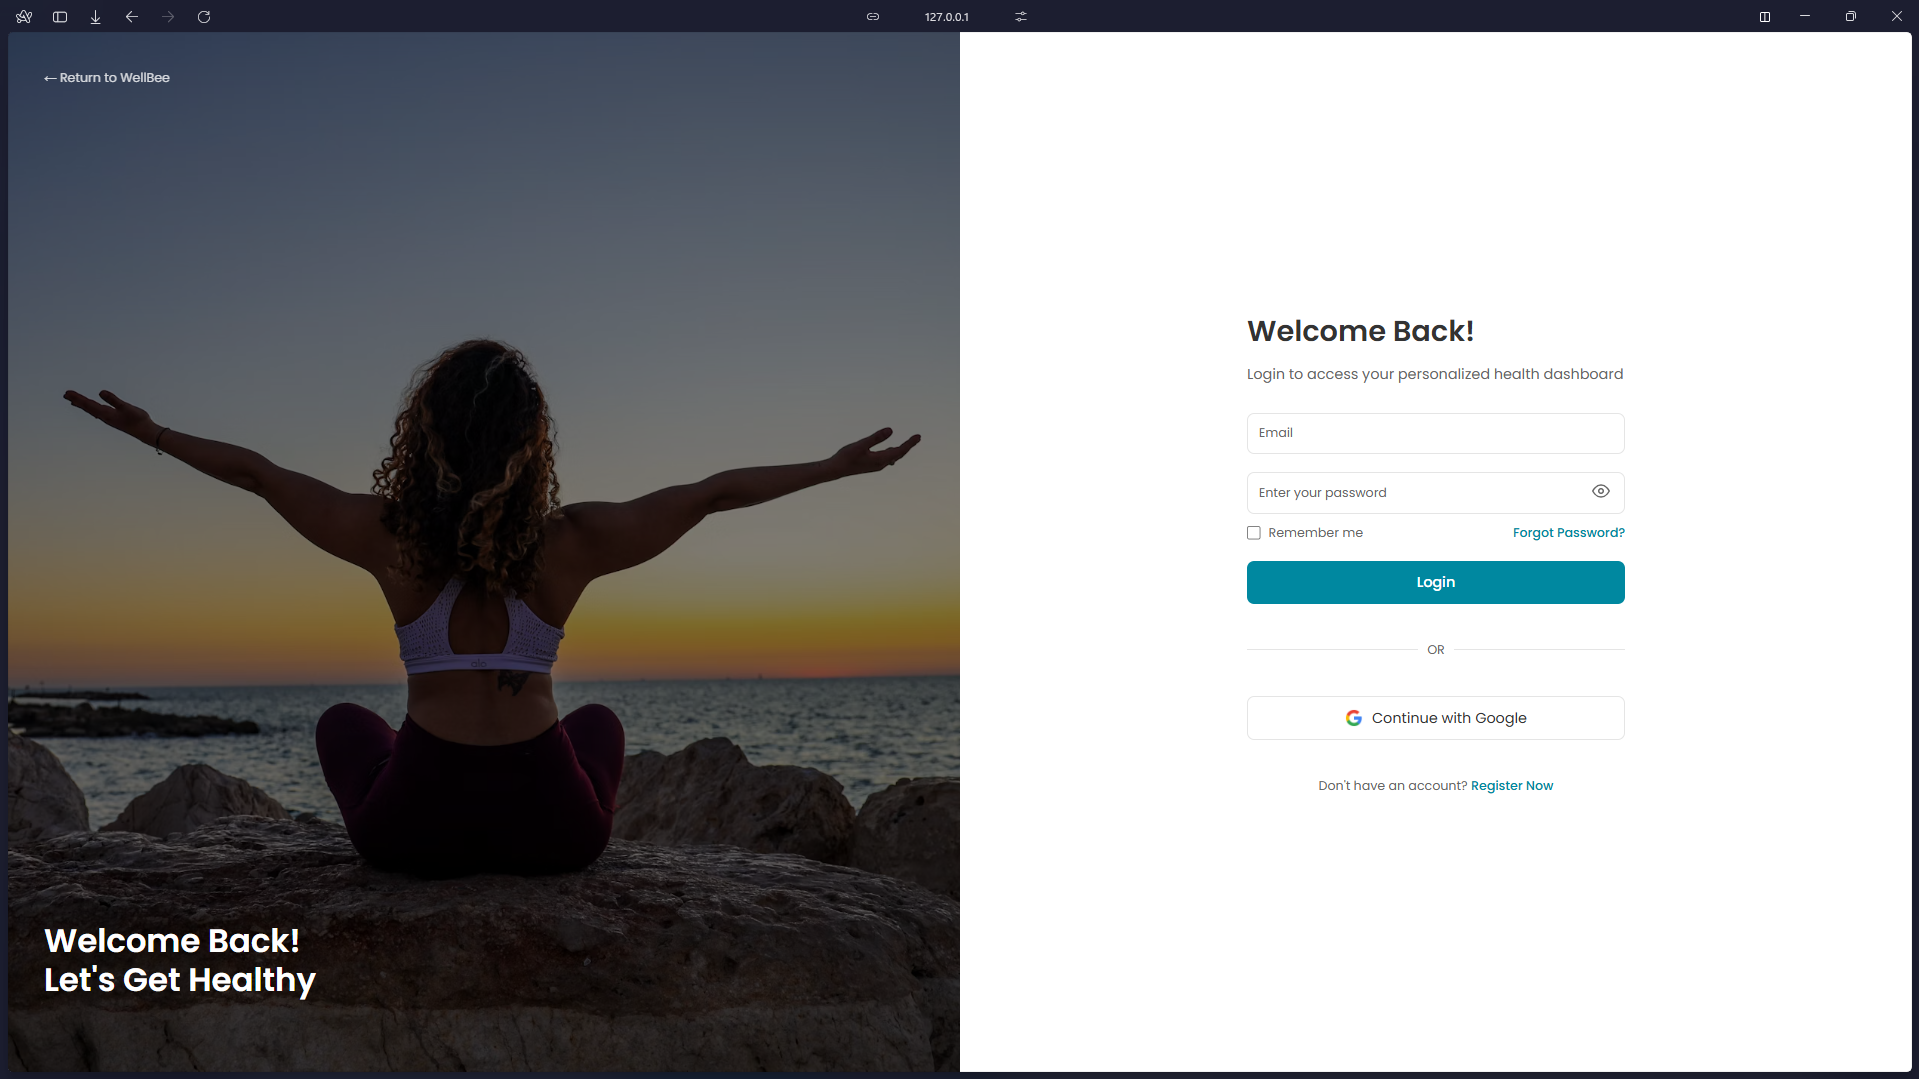 127.0.0.1
← Return to WellBee
Welcome Back!
Let's Get Healthy
Welcome Back!
Login to access your personalized health dashboard
Email
Enter your password
Remember me
Forgot Password?
Login
OR
Continue with Google
Don't have an account? Register Now